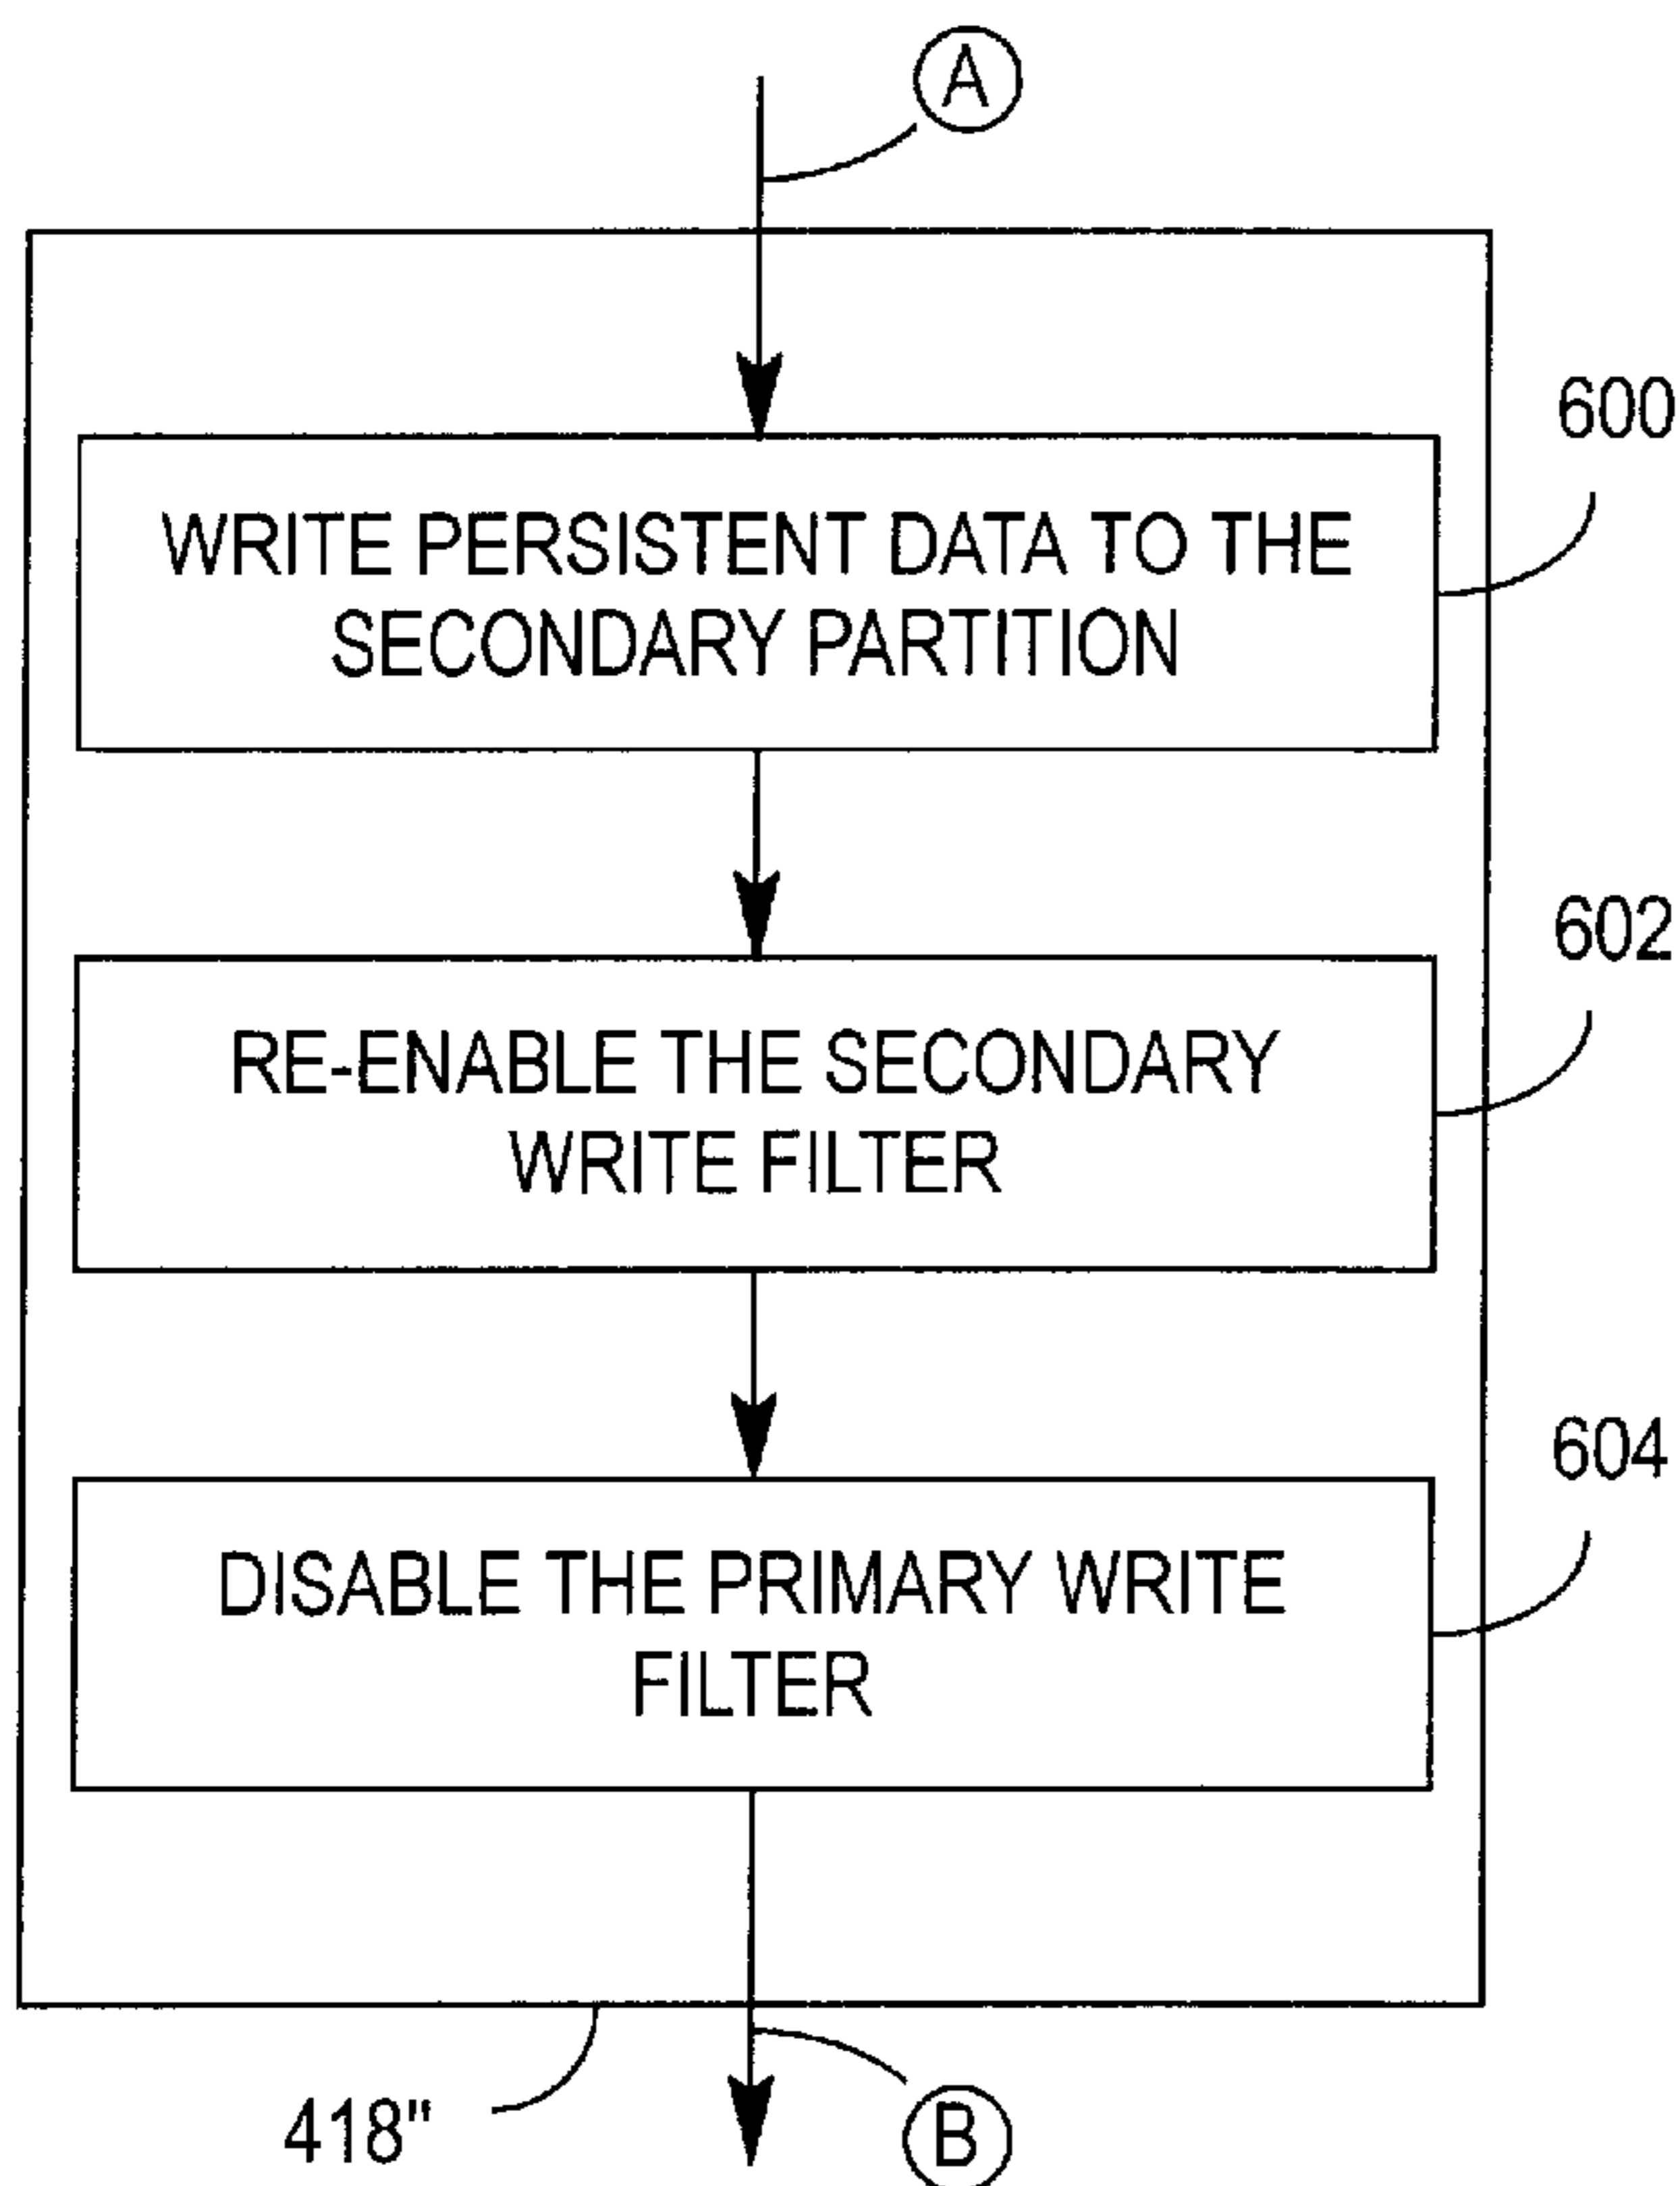 A
600
WRITE PERSISTENT DATA TO THE
SECONDARY PARTITION
602
RE-ENABLE THE SECONDARY
WRITE FILTER
604
DISABLE THE PRIMARY WRITE
FILTER
418"
B